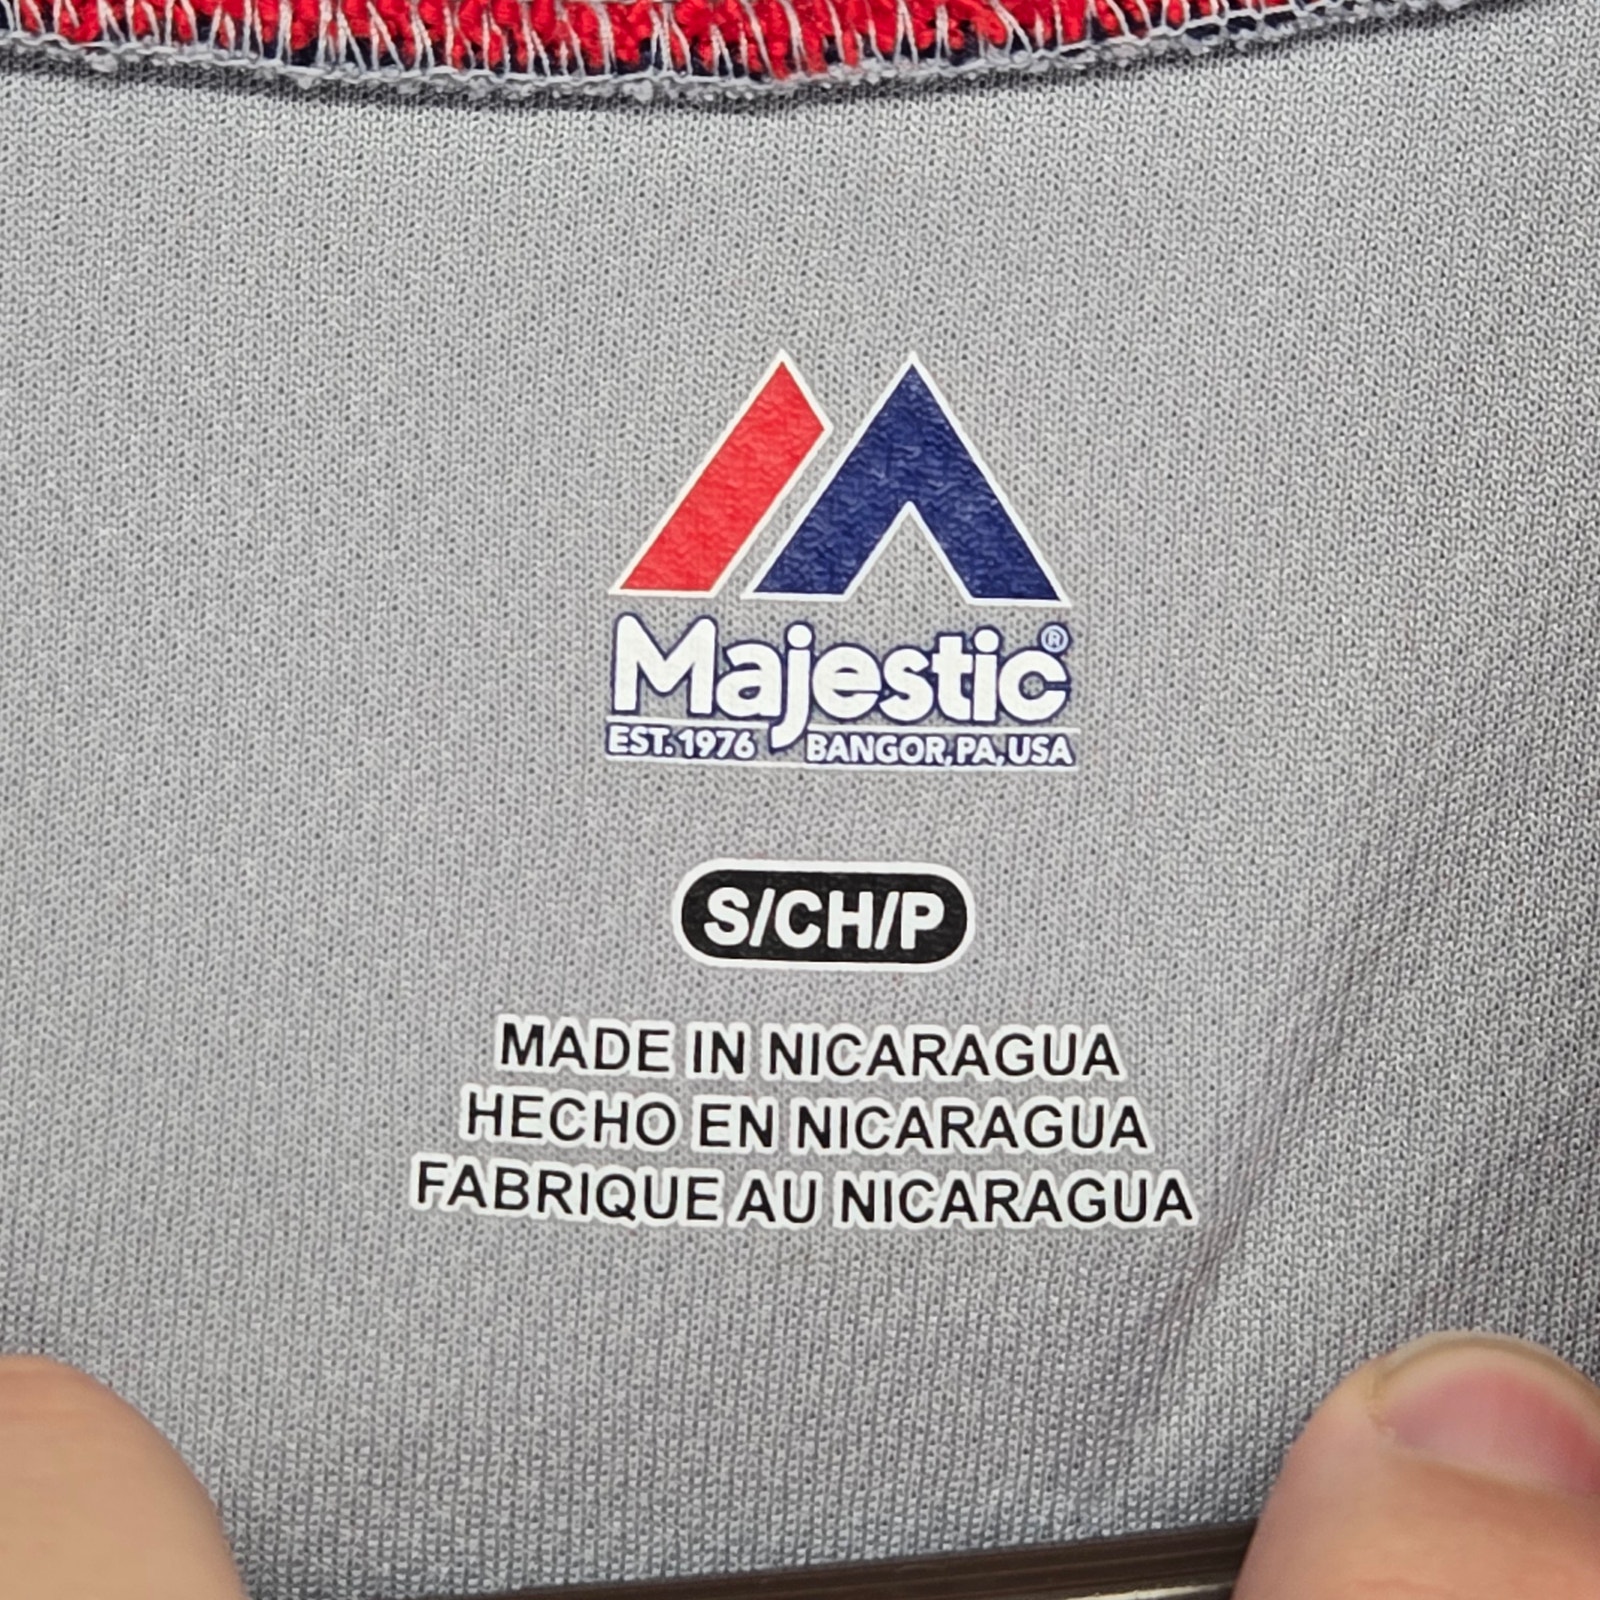 Majestic®
EST. 1976 BANGOR, PA, USA
S/CH/P
MADE IN NICARAGUA
HECHO EN NICARAGUA
FABRIQUE AU NICARAGUA